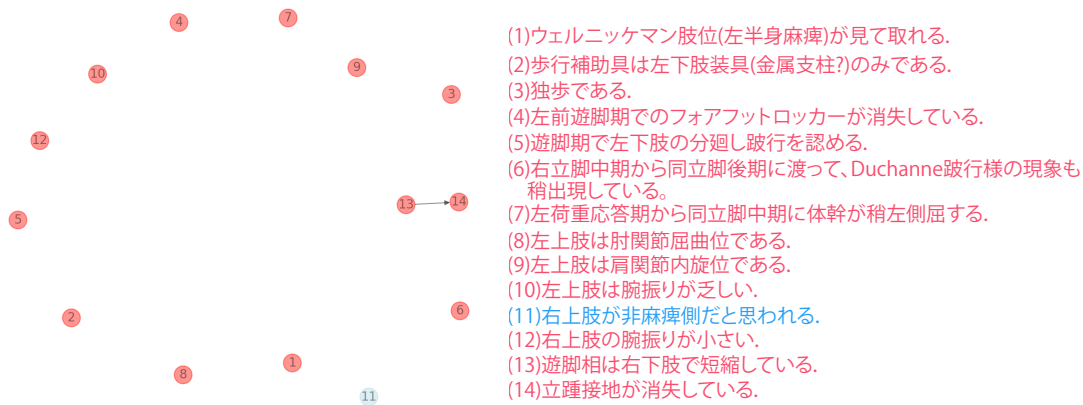 4
7
10
9
3
12
13
14
5
2
6
1
8
11
(1)ウェルニッケマン肢位(左半身麻痺)が見て取れる.
(2)歩行補助具は左下肢装具(金属支柱?)のみである.
(3)独歩である.
(4)左前遊脚期でのフォアフットロッカーが消失している.
(5)遊脚期で左下肢の分廻し跛行を認める.
(6)右立脚中期から同立脚後期に渡って、Duchanne跛行様の現象も
稍出現している。
(7)左荷重応答期から同立脚中期に体幹が稍左側屈する.
(8)左上肢は肘関節屈曲位である.
(9)左上肢は肩関節内旋位である.
(10)左上肢は腕振りが乏しい.
(11)右上肢が非麻痺側だと思われる.
(12)右上肢の腕振りが小さい.
(13)遊脚相は右下肢で短縮している.
(14)立踵接地が消失している.